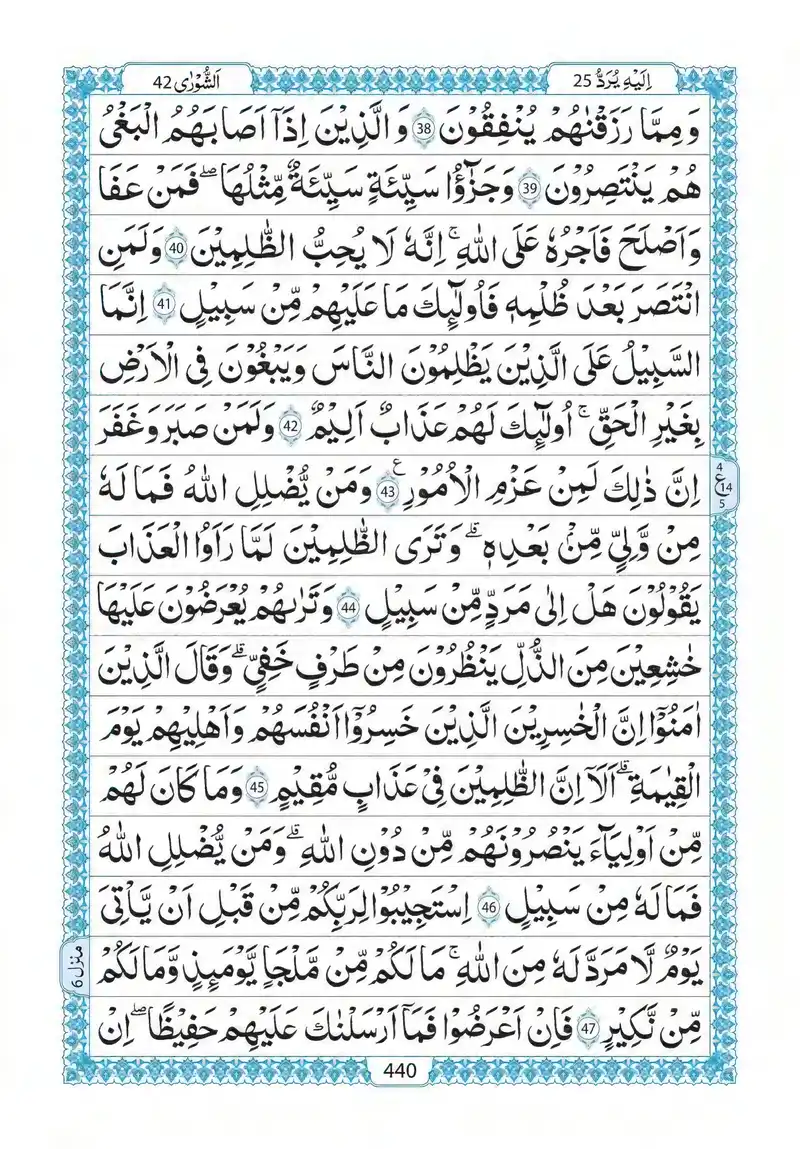 اِلَيْهِ يُرَدُّ 25
اَلشُّوْرٰى 42
وَ مِمَّا رَزَقْنٰهُمْ يُنْفِقُوْنَ 38 وَ الَّذِيْنَ اِذَاۤ اَصَابَهُمُ الْبَغْىُ
هُمْ يَنْتَصِرُوْنَ 39 وَ جَزٰٓؤُا سَيِّئَةٍ سَيِّئَةٌ مِّثْلُهَا ۖ فَمَنْ عَفَا
وَ اَصْلَحَ فَاَجْرُهٗ عَلَى اللّٰهِ ۚ اِنَّهٗ لَا يُحِبُّ الظّٰلِمِيْنَ 40 وَ لَمَنِ
انْتَصَرَ بَعْدَ ظُلْمِهٖ فَاُولٰٓئِكَ مَا عَلَيْهِمْ مِّنْ سَبِيْلٍ 41 اِنَّمَا
السَّبِيْلُ عَلَى الَّذِيْنَ يَظْلِمُوْنَ النَّاسَ وَ يَبْغُوْنَ فِى الْاَرْضِ
بِغَيْرِ الْحَقِّ ۚ اُولٰٓئِكَ لَهُمْ عَذَابٌ اَلِيْمٌ 42 وَ لَمَنْ صَبَرَ وَ غَفَرَ
اِنَّ ذٰلِكَ لَمِنْ عَزْمِ الْاُمُوْرِ 43 ع وَ مَنْ يُّضْلِلِ اللّٰهُ فَمَا لَهٗ
4 ع 14 5
مِنْ وَّلِىٍّ مِّنْۢ بَعْدِهٖ ؕ وَ تَرَى الظّٰلِمِيْنَ لَمَّا رَاَوُا الْعَذَابَ
يَقُوْلُوْنَ هَلْ اِلٰى مَرَدٍّ مِّنْ سَبِيْلٍ 44 وَ تَرٰىهُمْ يُعْرَضُوْنَ عَلَيْهَا
خٰشِعِيْنَ مِنَ الذُّلِّ يَنْظُرُوْنَ مِنْ طَرْفٍ خَفِىٍّ ؕ وَ قَالَ الَّذِيْنَ
اٰمَنُوْۤا اِنَّ الْخٰسِرِيْنَ الَّذِيْنَ خَسِرُوْۤا اَنْفُسَهُمْ وَ اَهْلِيْهِمْ يَوْمَ
الْقِيٰمَةِ ؕ اَلَاۤ اِنَّ الظّٰلِمِيْنَ فِىْ عَذَابٍ مُّقِيْمٍ 45 وَ مَا كَانَ لَهُمْ
مِّنْ اَوْلِيَآءَ يَنْصُرُوْنَهُمْ مِّنْ دُوْنِ اللّٰهِ ؕ وَ مَنْ يُّضْلِلِ اللّٰهُ
فَمَا لَهٗ مِنْ سَبِيْلٍ 46 اِسْتَجِيْبُوْا لِرَبِّكُمْ مِّنْ قَبْلِ اَنْ يَّاْتِىَ
يَوْمٌ لَّا مَرَدَّ لَهٗ مِنَ اللّٰهِ ۚ مَا لَكُمْ مِّنْ مَّلْجَاٍ يَّوْمَئِذٍ وَّ مَا لَكُمْ
منزل 6
مِّنْ نَّكِيْرٍ 47 فَاِنْ اَعْرَضُوْا فَمَاۤ اَرْسَلْنٰكَ عَلَيْهِمْ حَفِيْظًا ۖ اِنْ
440